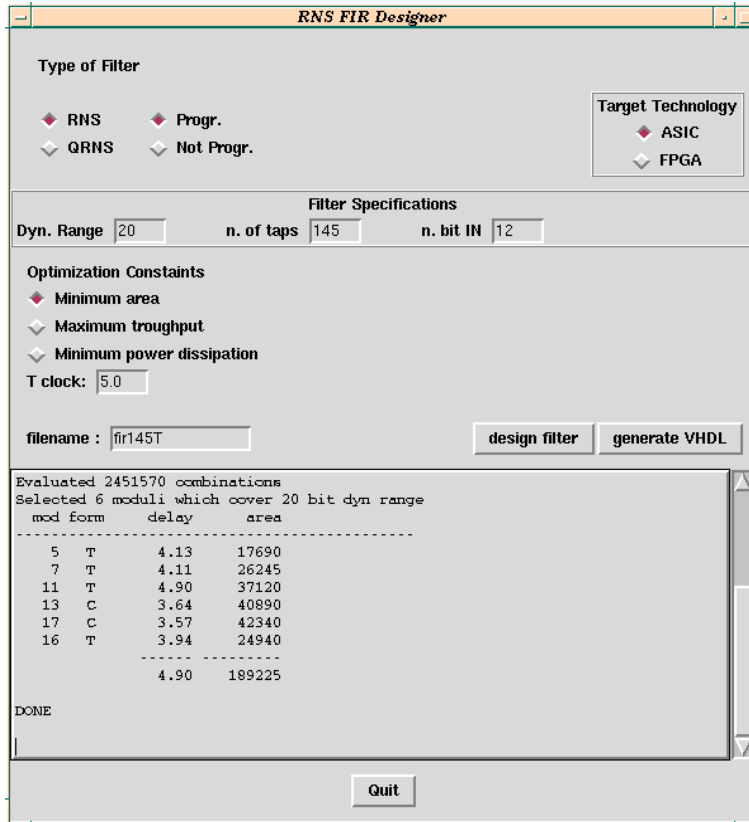 RNS FIR Designer
Type of Filter
RNS Progr.
QRNS Not Progr.
Target Technology
ASIC
FPGA
Filter Specifications
Dyn. Range 20 n. of taps 145 n. bit IN 12
Optimization Constaints
Minimum area
Maximum troughput
Minimum power dissipation
T clock: 5.0
filename : fir145T design filter generate VHDL
Evaluated 2451570 combinations
Selected 6 moduli which cover 20 bit dyn range
mod form delay area
-----------------------------------------------
5 T 4.13 17690
7 T 4.11 26245
11 T 4.90 37120
13 C 3.64 40890
17 C 3.57 42340
16 T 3.94 24940
------ ---------
4.90 189225
DONE
Quit